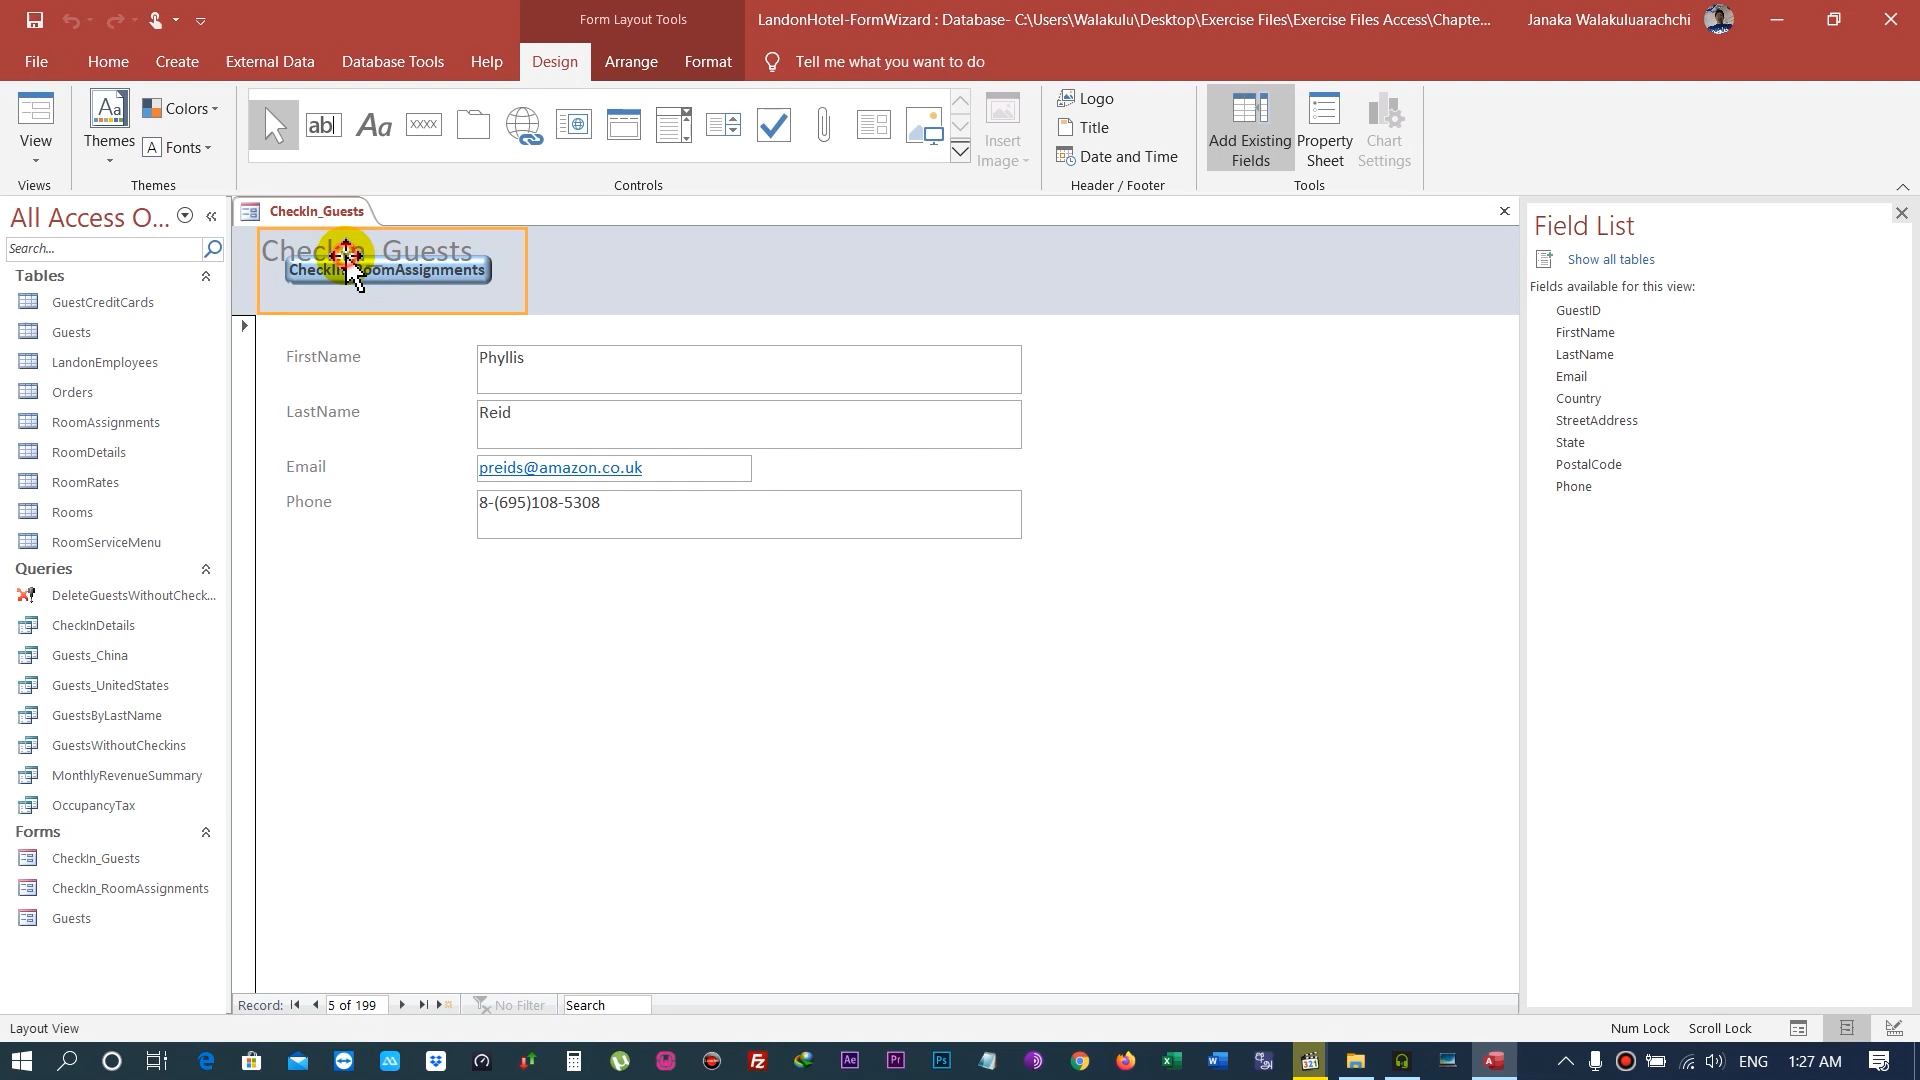 Form Layout Tools
LandonHotel-FormWizard : Database- C:\Users\Walakulu\Desktop\Exercise Files\Exercise Files Access\Chapte...
Janaka Walakuluarachchi
File
Home
Create
External Data
Database Tools
Help
Design
Arrange
Format
Tell me what you want to do
View
Themes
Colors
Fonts
Insert
Image
Logo
Title
Date and Time
Add Existing
Fields
Property
Sheet
Chart
Settings
Views
Themes
Controls
Header / Footer
Tools
All Access O...
Search...
Tables
GuestCreditCards
Guests
LandonEmployees
Orders
RoomAssignments
RoomDetails
RoomRates
Rooms
RoomServiceMenu
Queries
DeleteGuestsWithoutCheck...
CheckInDetails
Guests_China
Guests_UnitedStates
GuestsByLastName
GuestsWithoutCheckins
MonthlyRevenueSummary
OccupancyTax
Forms
CheckIn_Guests
CheckIn_RoomAssignments
Guests
CheckIn_Guests
CheckIn_Guests
CheckIn_RoomAssignments
FirstName
Phyllis
LastName
Reid
Email
preids@amazon.co.uk
Phone
8-(695)108-5308
Record:
5 of 199
No Filter
Search
Field List
Show all tables
Fields available for this view:
GuestID
FirstName
LastName
Email
Country
StreetAddress
State
PostalCode
Phone
Layout View
Num Lock
Scroll Lock
ENG
1:27 AM